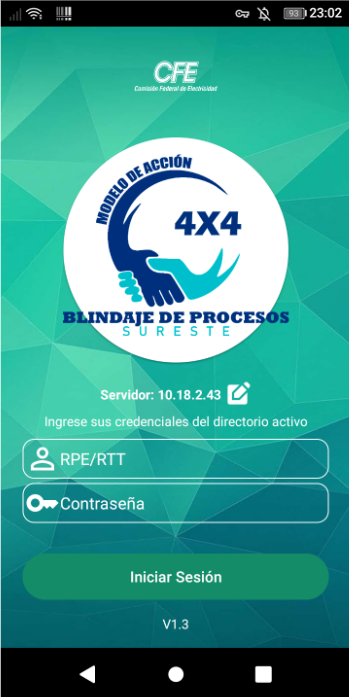 93 23:02
CFE
Comisión Federal de Electricidad
MODELO DE ACCIÓN
4X4
BLINDAJE DE PROCESOS
SURESTE
Servidor: 10.18.2.43
Ingrese sus credenciales del directorio activo
RPE/RTT
Contraseña
Iniciar Sesión
V1.3